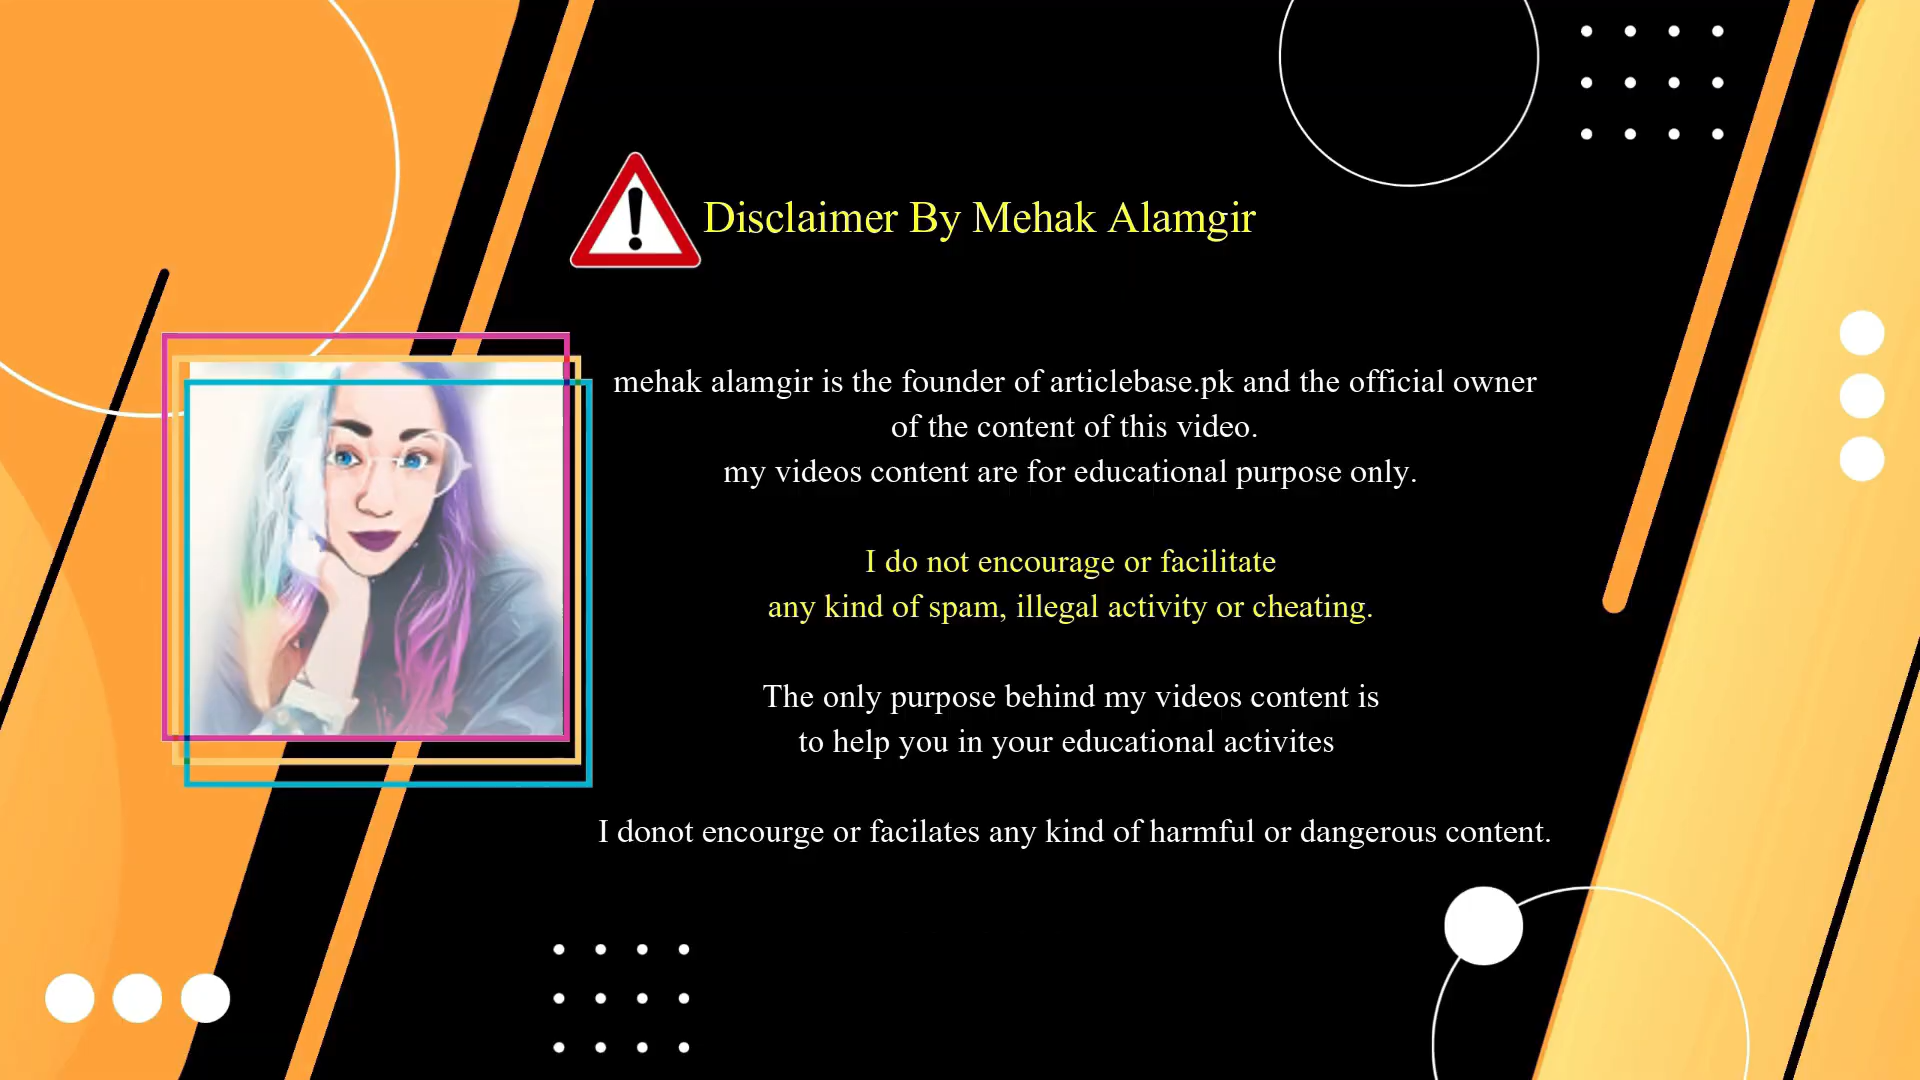 Disclaimer By Mehak Alamgir
mehak alamgir is the founder of articlebase.pk and the official owner
of the content of this video.
my videos content are for educational purpose only.
I do not encourage or facilitate
any kind of spam, illegal activity or cheating.
The only purpose behind my videos content is
to help you in your educational activites
I donot encourge or facilates any kind of harmful or dangerous content.